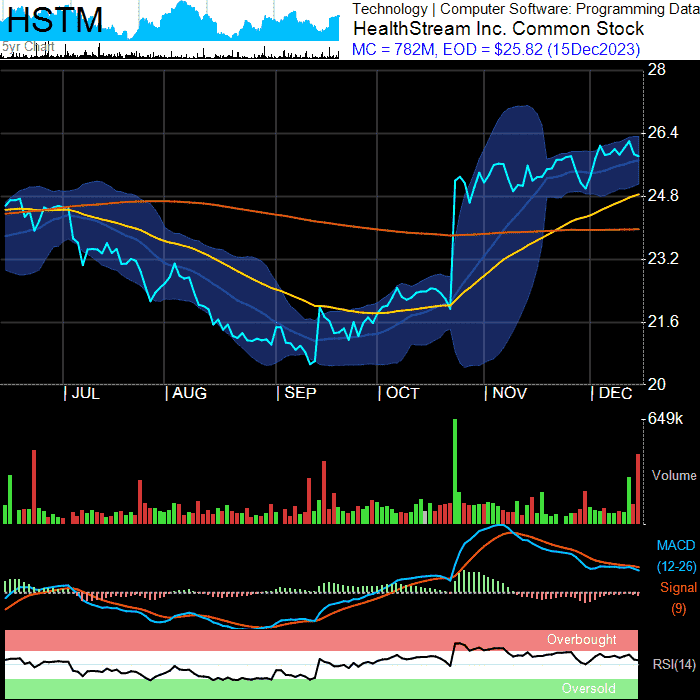 HSTM
5yr Chart
Technology | Computer Software: Programming Data
HealthStream Inc. Common Stock
MC = 782M, EOD = $25.82 (15Dec2023)
28
26.4
24.8
23.2
21.6
20
| JUL | AUG | SEP | OCT | NOV | DEC
649k
Volume
MACD
(12-26)
Signal
(9)
Overbought
RSI(14)
Oversold